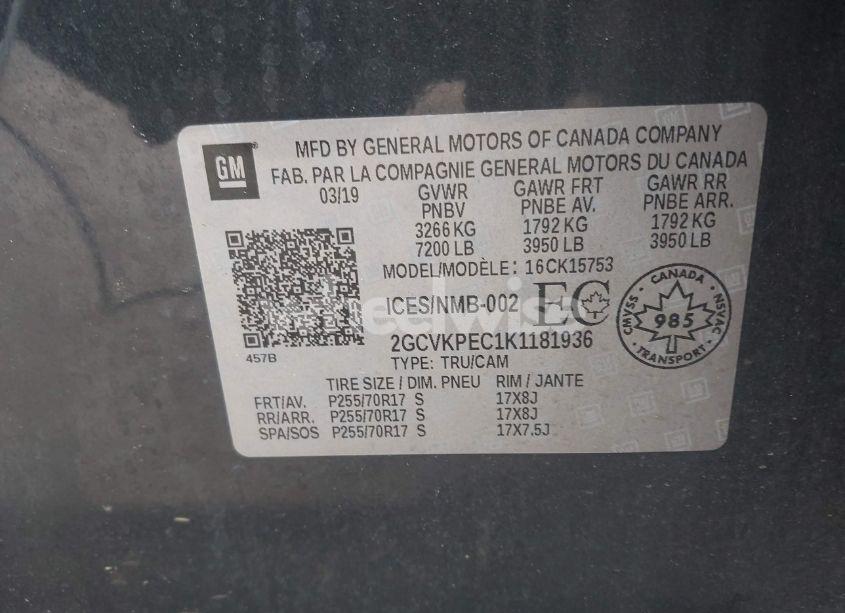 GM
MFD BY GENERAL MOTORS OF CANADA COMPANY
FAB. PAR LA COMPAGNIE GENERAL MOTORS DU CANADA
03/19 GVWR GAWR FRT GAWR RR
PNBV PNBE AV. PNBE ARR.
3266 KG 1792 KG 1792 KG
7200 LB 3950 LB 3950 LB
MODEL/MODÈLE: 16CK15753
ICES/NMB-002 EC
CANADA
CMVSS 985 NSVAC
TRANSPORT
2GCVKPEC1K1181936
457B
TYPE: TRU/CAM
TIRE SIZE / DIM. PNEU RIM / JANTE
FRT/AV. P255/70R17 S 17X8J
RR/ARR. P255/70R17 S 17X8J
SPA/SOS P255/70R17 S 17X7.5J